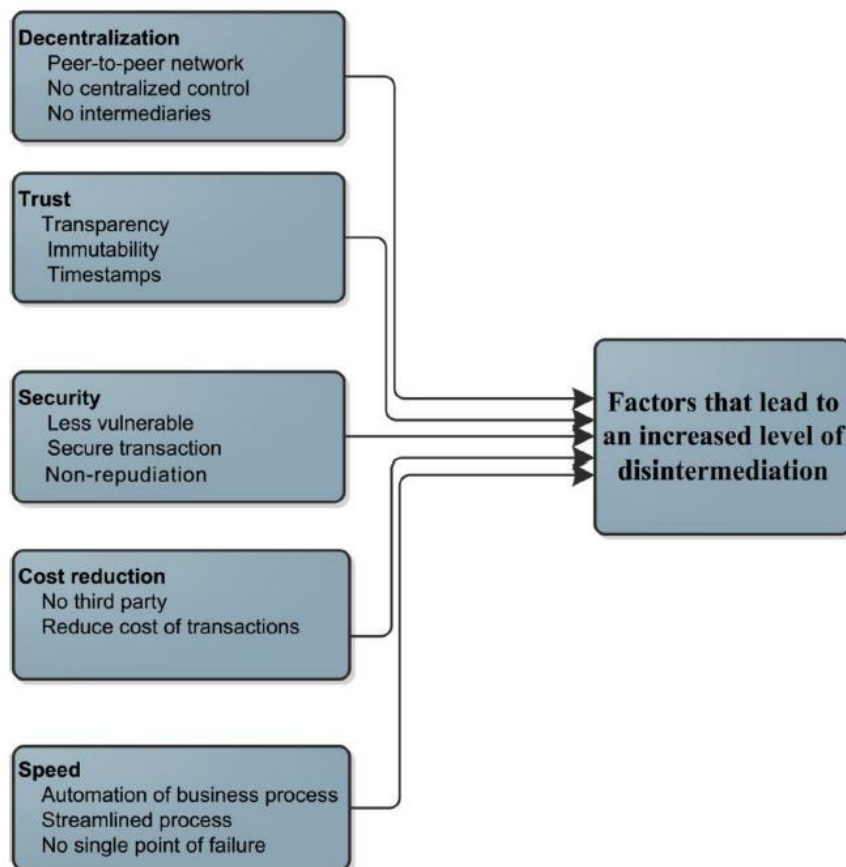 Decentralization
Peer-to-peer network
No centralized control
No intermediaries
Trust
Transparency
Immutability
Timestamps
Security
Less vulnerable
Secure transaction
Non-repudiation
Cost reduction
No third party
Reduce cost of transactions
Speed
Automation of business process
Streamlined process
No single point of failure
Factors that lead to
an increased level of
disintermediation